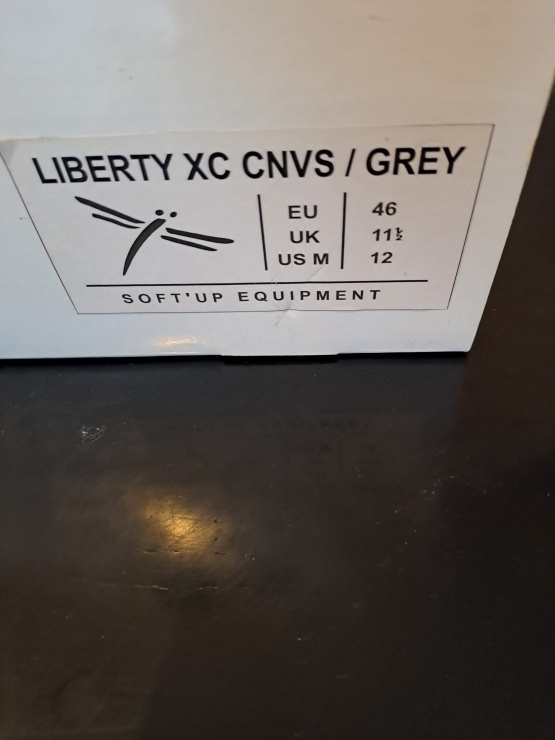 LIBERTY XC CNVS / GREY
EU 46
UK 11½
US M 12
SOFT'UP EQUIPMENT